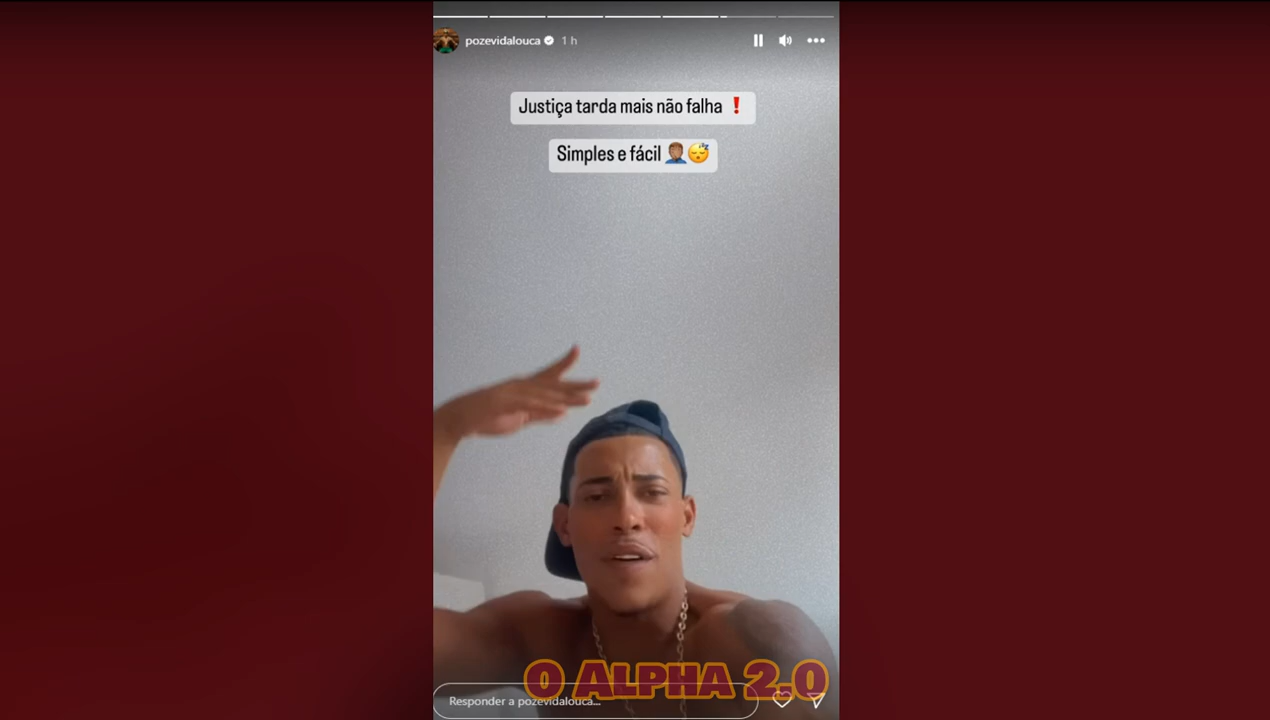 pozevidalouca 1 h
Justiça tarda mais não falha ❗
Simples e fácil 🤦🏽‍♂️😴
O ALPHA 2.0
Responder a pozevidalouca...